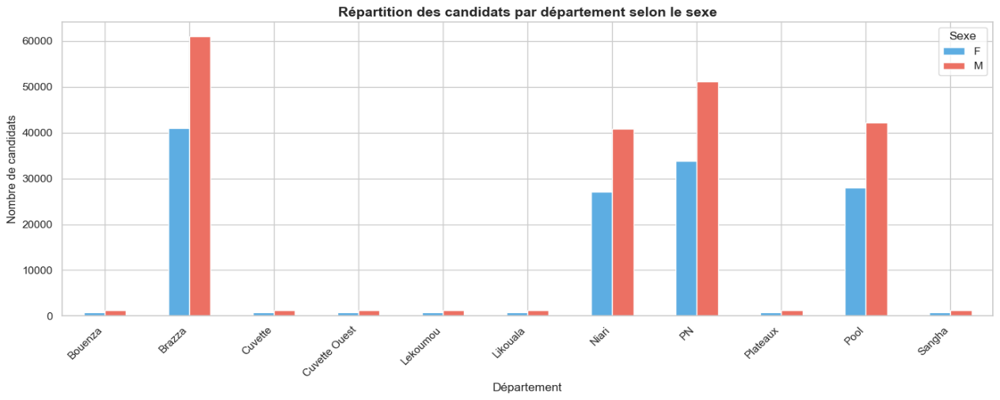 Répartition des candidats par département selon le sexe
Sexe
F
M
Nombre de candidats
60000
50000
40000
30000
20000
10000
0
Bouenza
Brazza
Cuvette
Cuvette Ouest
Lekoumou
Likouala
Niari
PN
Plateaux
Pool
Sangha
Département